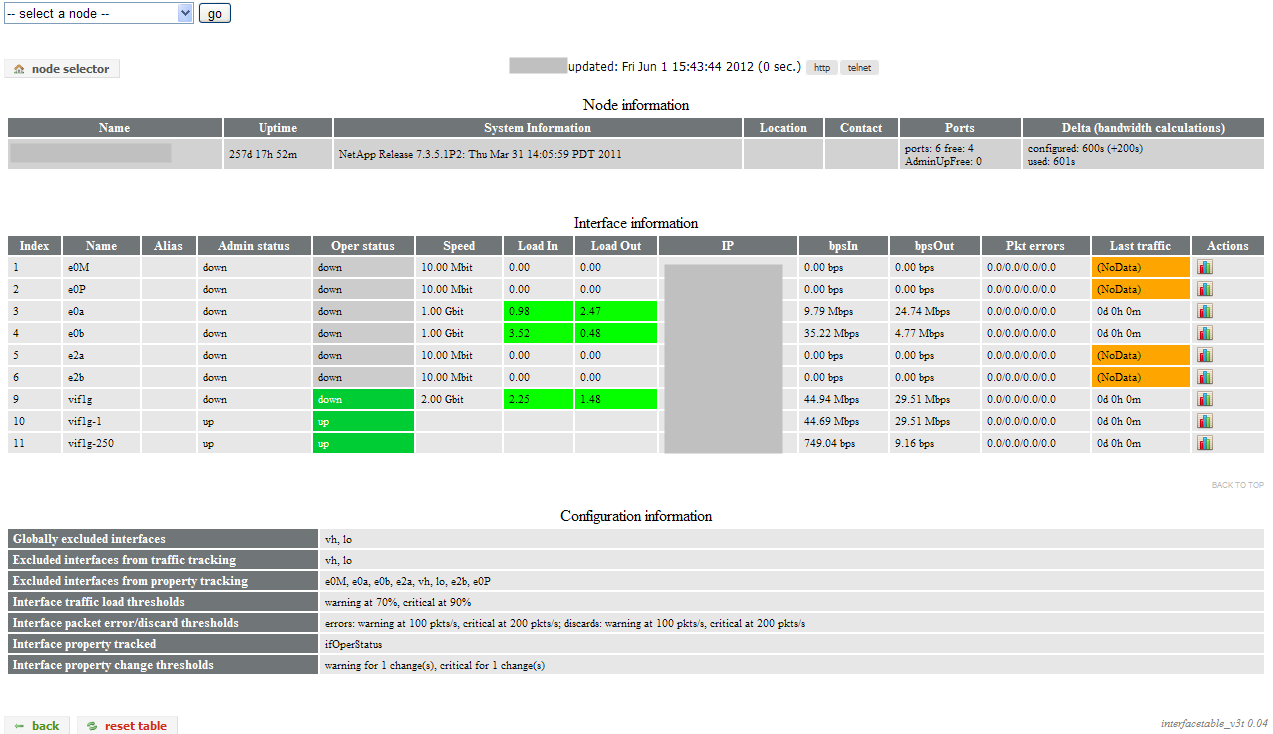 -- select a node -- go
node selector updated: Fri Jun 1 15:43:44 2012 (0 sec.) http telnet
Node information
Name Uptime System Information Location Contact Ports Delta (bandwidth calculations)
257d 17h 52m NetApp Release 7.3.5.1P2: Thu Mar 31 14:05:59 PDT 2011 ports: 6 free: 4 configured: 600s (+200s)
AdminUpFree: 0 used: 601s
Interface information
Index Name Alias Admin status Oper status Speed Load In Load Out IP bpsIn bpsOut Pkt errors Last traffic Actions
1 e0M down down 10.00 Mbit 0.00 0.00 0.00 bps 0.00 bps 0.0/0.0/0.0/0.0 (NoData)
2 e0P down down 10.00 Mbit 0.00 0.00 0.00 bps 0.00 bps 0.0/0.0/0.0/0.0 (NoData)
3 e0a down down 1.00 Gbit 0.98 2.47 9.79 Mbps 24.74 Mbps 0.0/0.0/0.0/0.0 0d 0h 0m
4 e0b down down 1.00 Gbit 3.52 0.48 35.22 Mbps 4.77 Mbps 0.0/0.0/0.0/0.0 0d 0h 0m
5 e2a down down 10.00 Mbit 0.00 0.00 0.00 bps 0.00 bps 0.0/0.0/0.0/0.0 (NoData)
6 e2b down down 10.00 Mbit 0.00 0.00 0.00 bps 0.00 bps 0.0/0.0/0.0/0.0 (NoData)
9 vif1g down down 2.00 Gbit 2.25 1.48 44.94 Mbps 29.51 Mbps 0.0/0.0/0.0/0.0 0d 0h 0m
10 vif1g-1 up up 44.69 Mbps 29.51 Mbps 0.0/0.0/0.0/0.0 0d 0h 0m
11 vif1g-250 up up 749.04 bps 9.16 bps 0.0/0.0/0.0/0.0 0d 0h 0m
BACK TO TOP
Configuration information
Globally excluded interfaces vh, lo
Excluded interfaces from traffic tracking vh, lo
Excluded interfaces from property tracking e0M, e0a, e0b, e2a, vh, lo, e2b, e0P
Interface traffic load thresholds warning at 70%, critical at 90%
Interface packet error/discard thresholds errors: warning at 100 pkts/s, critical at 200 pkts/s; discards: warning at 100 pkts/s, critical at 200 pkts/s
Interface property tracked ifOperStatus
Interface property change thresholds warning for 1 change(s), critical for 1 change(s)
back reset table interfacetable_v3t 0.04